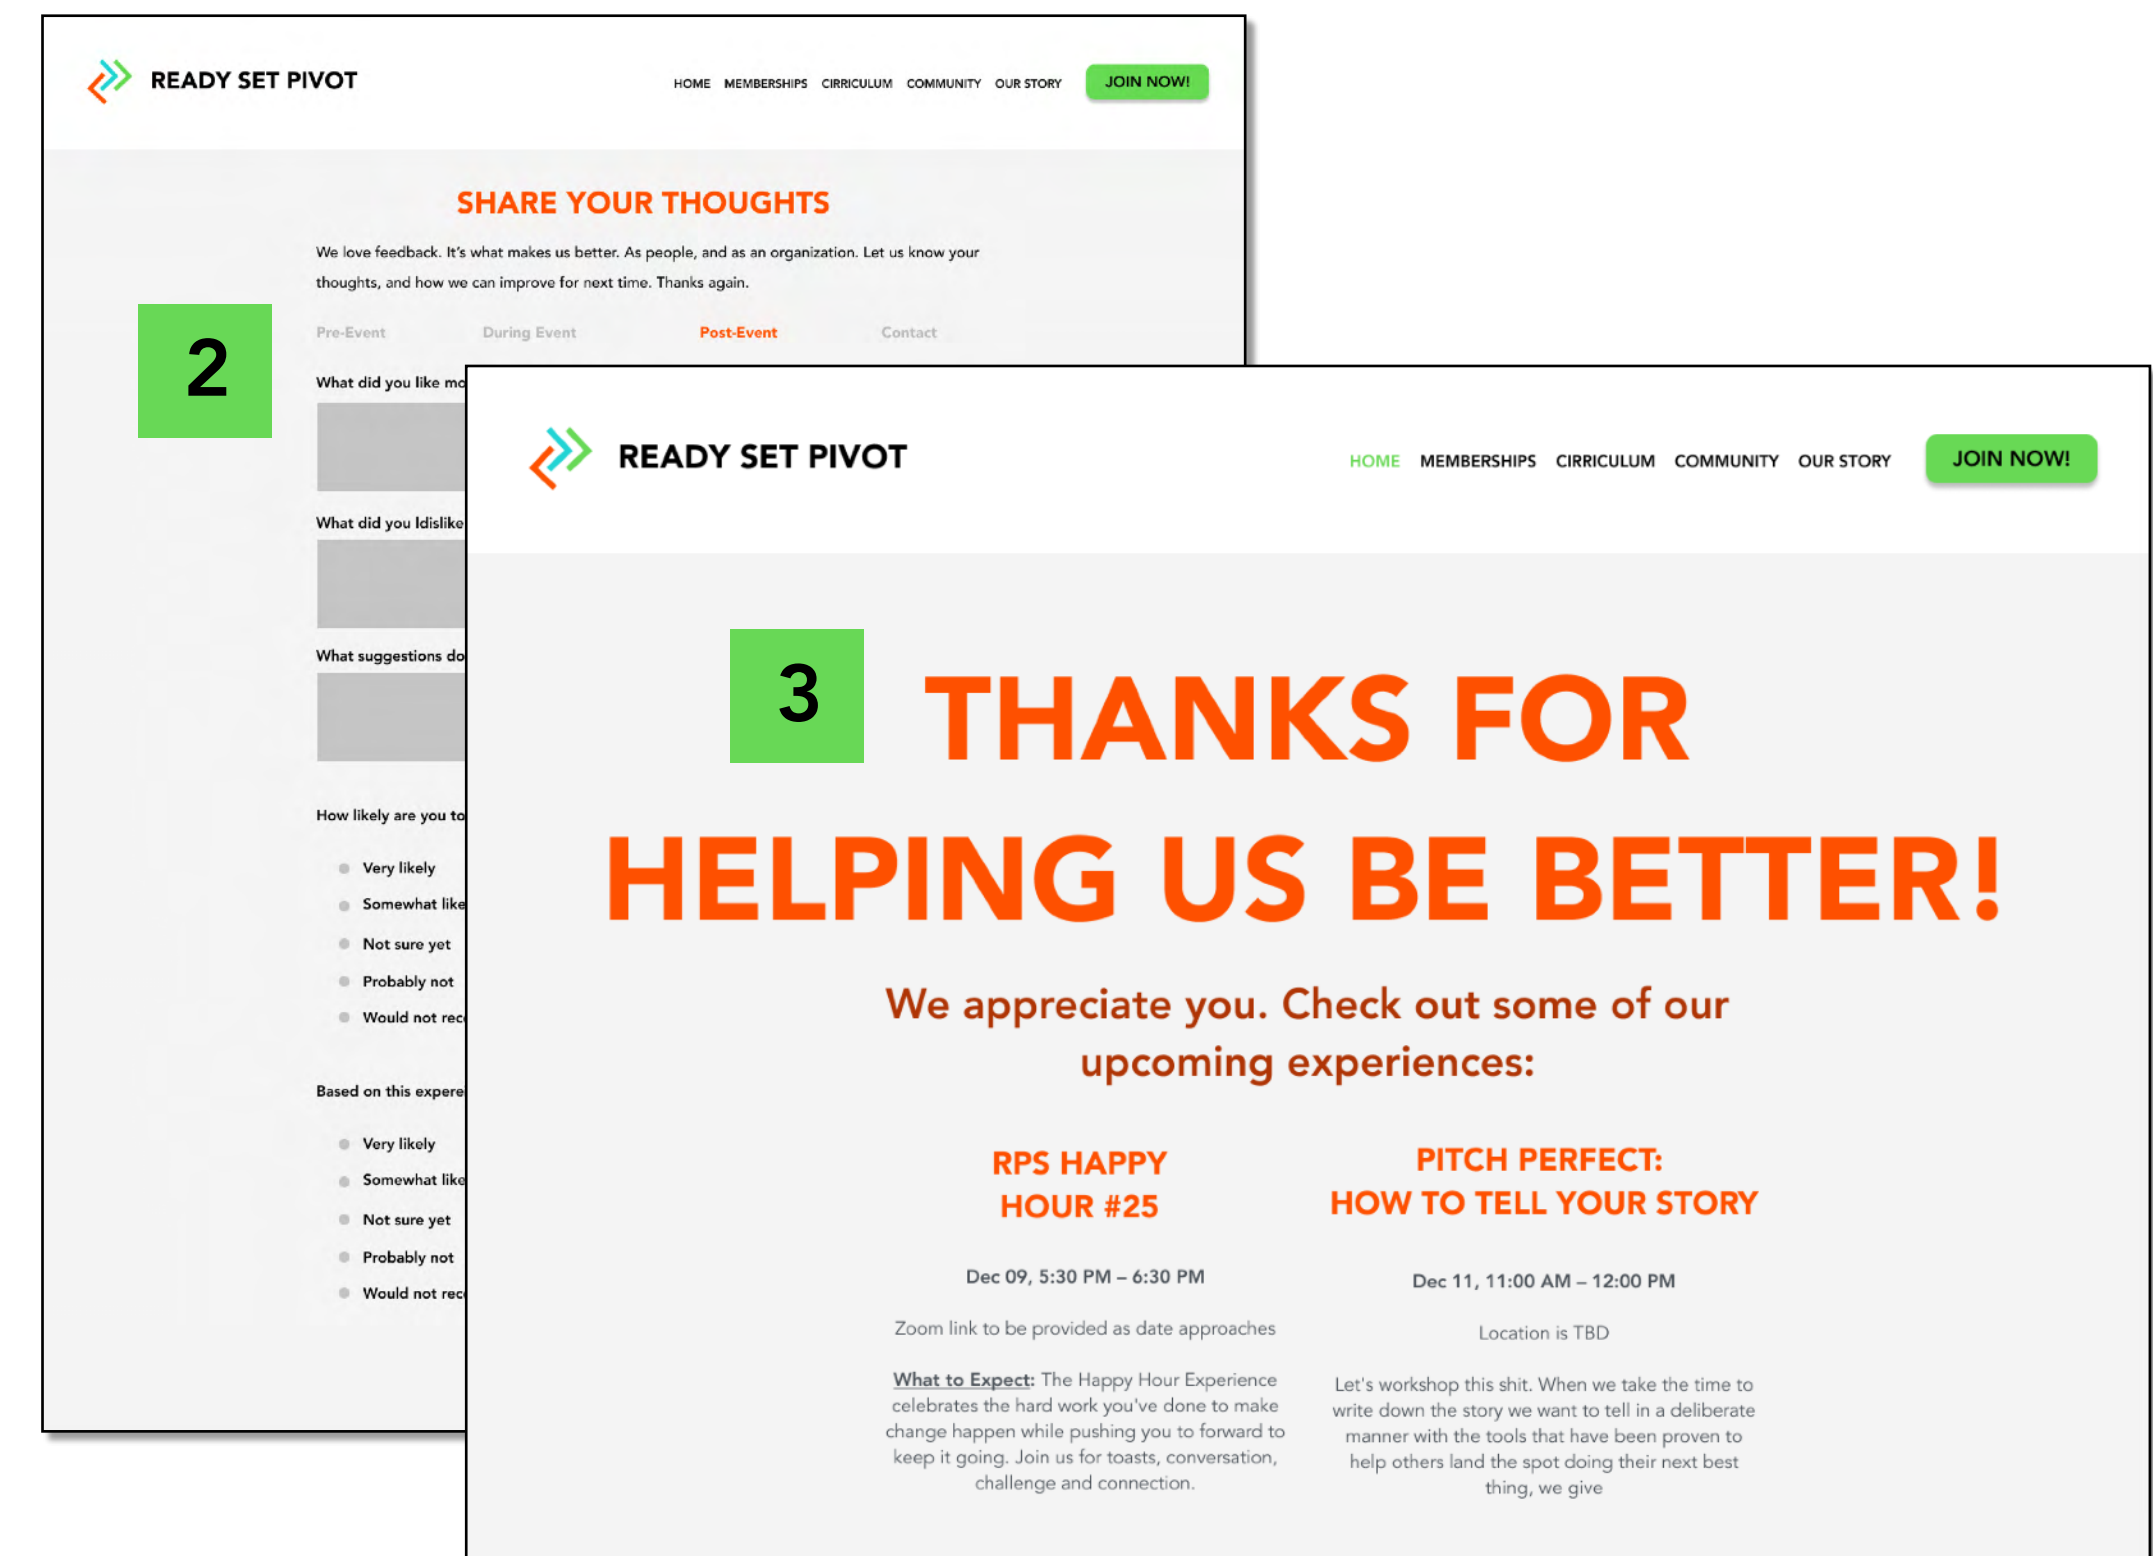 READY SET PIVOT
HOME MEMBERSHIPS CIRRICULUM COMMUNITY OUR STORY JOIN NOW!
SHARE YOUR THOUGHTS
We love feedback. It's what makes us better. As people, and as an organization. Let us know your
thoughts, and how we can improve for next time. Thanks again.
2
Pre-Event During Event Post-Event Contact
What did you like
What did you ldislike
What suggestions do
How likely are you to
Very likely
Somewhat
Not sure yet
Probably not
Would not
Based on this
Very likely
Somewhat
Not sure yet
Probably not
Would not
READY SET PIVOT
HOME MEMBERSHIPS CIRRICULUM COMMUNITY OUR STORY JOIN NOW!
3
THANKS FOR
HELPING US BE BETTER!
We appreciate you. Check out some of our
upcoming experiences:
RPS HAPPY
HOUR #25
Dec 09, 5:30 PM – 6:30 PM
Zoom link to be provided as date approaches
What to Expect: The Happy Hour Experience
celebrates the hard work you've done to make
change happen while pushing you to forward to
keep it going. Join us for toasts, conversation,
challenge and connection.
PITCH PERFECT:
HOW TO TELL YOUR STORY
Dec 11, 11:00 AM – 12:00 PM
Location is TBD
Let's workshop this shit. When we take the time to
write down the story we want to tell in a deliberate
manner with the tools that have been proven to
help others land the spot doing their next best
thing, we give